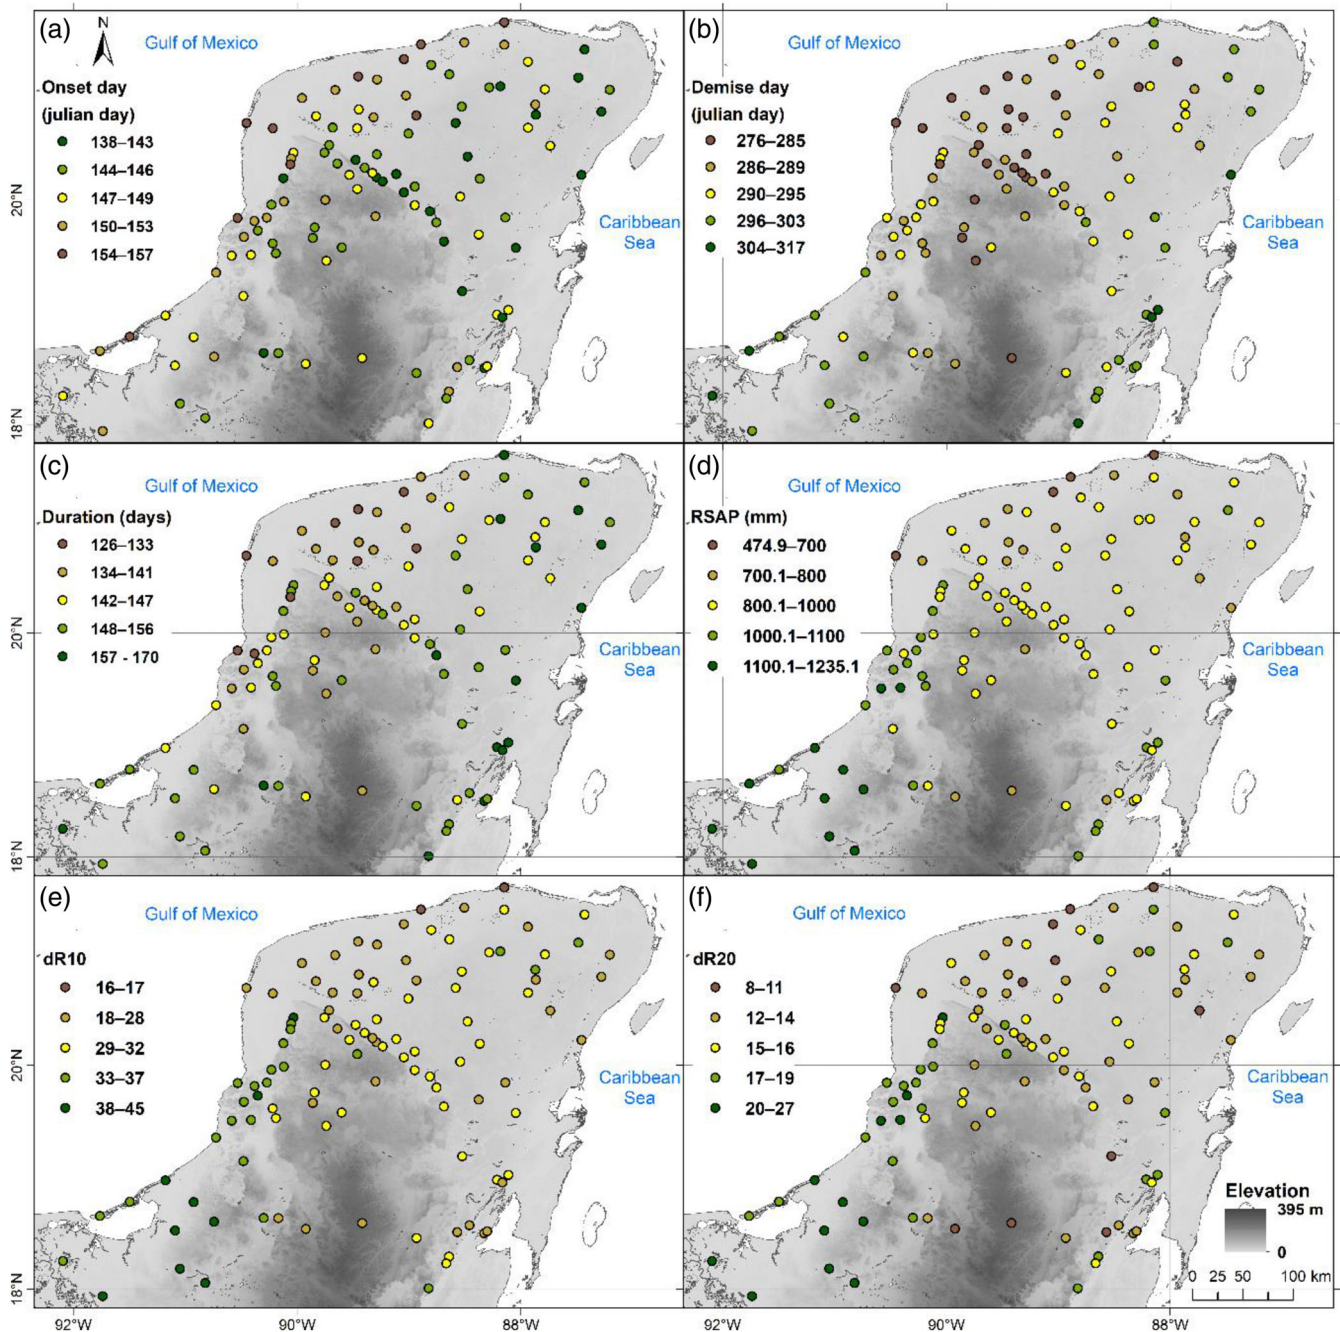 (a)
N
Gulf of Mexico
Onset day
(julian day)
138–143
144–146
147–149
150–153
154–157
Caribbean
Sea
20°N
18°N
(b)
Gulf of Mexico
Demise day
(julian day)
276–285
286–289
290–295
296–303
304–317
Caribbean
Sea
(c)
Gulf of Mexico
Duration (days)
126–133
134–141
142–147
148–156
157 - 170
Caribbean
Sea
20°N
18°N
(d)
Gulf of Mexico
RSAP (mm)
474.9–700
700.1–800
800.1–1000
1000.1–1100
1100.1–1235.1
Caribbean
Sea
(e)
Gulf of Mexico
dR10
16–17
18–28
29–32
33–37
38–45
Caribbean
Sea
20°N
18°N
92°W
90°W
88°W
(f)
Gulf of Mexico
dR20
8–11
12–14
15–16
17–19
20–27
Caribbean
Sea
Elevation
395 m
0
0 25 50 100 km
92°W
90°W
88°W